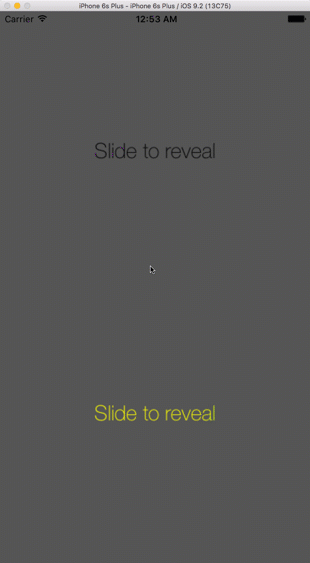 iPhone 6s Plus - iPhone 6s Plus / iOS 9.2 (13C75)
Carrier 12:53 AM
Slide to reveal
Slide to reveal